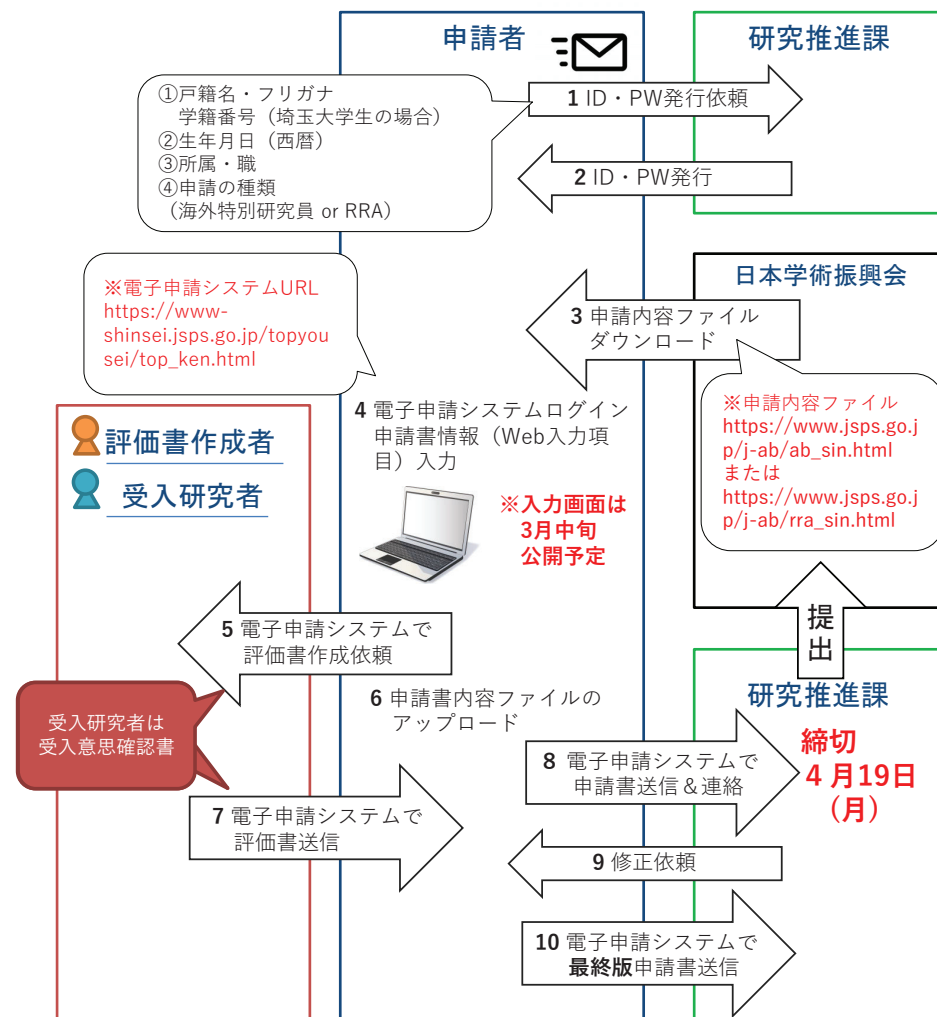 申請者
研究推進課
①戸籍名・フリガナ
学籍番号（埼玉大学生の場合）
②生年月日（西暦）
③所属・職
④申請の種類
（海外特別研究員 or RRA）
1 ID・PW発行依頼
2 ID・PW発行
※電子申請システムURL
https://www-
shinsei.jsps.go.jp/topyou
sei/top_ken.html
日本学術振興会
3 申請内容ファイル
ダウンロード
※申請内容ファイル
https://www.jsps.go.j
p/j-ab/ab_sin.html
または
https://www.jsps.go.j
p/j-ab/rra_sin.html
4 電子申請システムログイン
申請書情報（Web入力項
目）入力
※入力画面は
3月中旬
公開予定
評価書作成者
受入研究者
5 電子申請システムで
評価書作成依頼
受入研究者は
受入意思確認書
6 申請書内容ファイルの
アップロード
7 電子申請システムで
評価書送信
提
出
研究推進課
8 電子申請システムで
申請書送信＆連絡
締切
4 月19日
（月）
9 修正依頼
10 電子申請システムで
最終版申請書送信